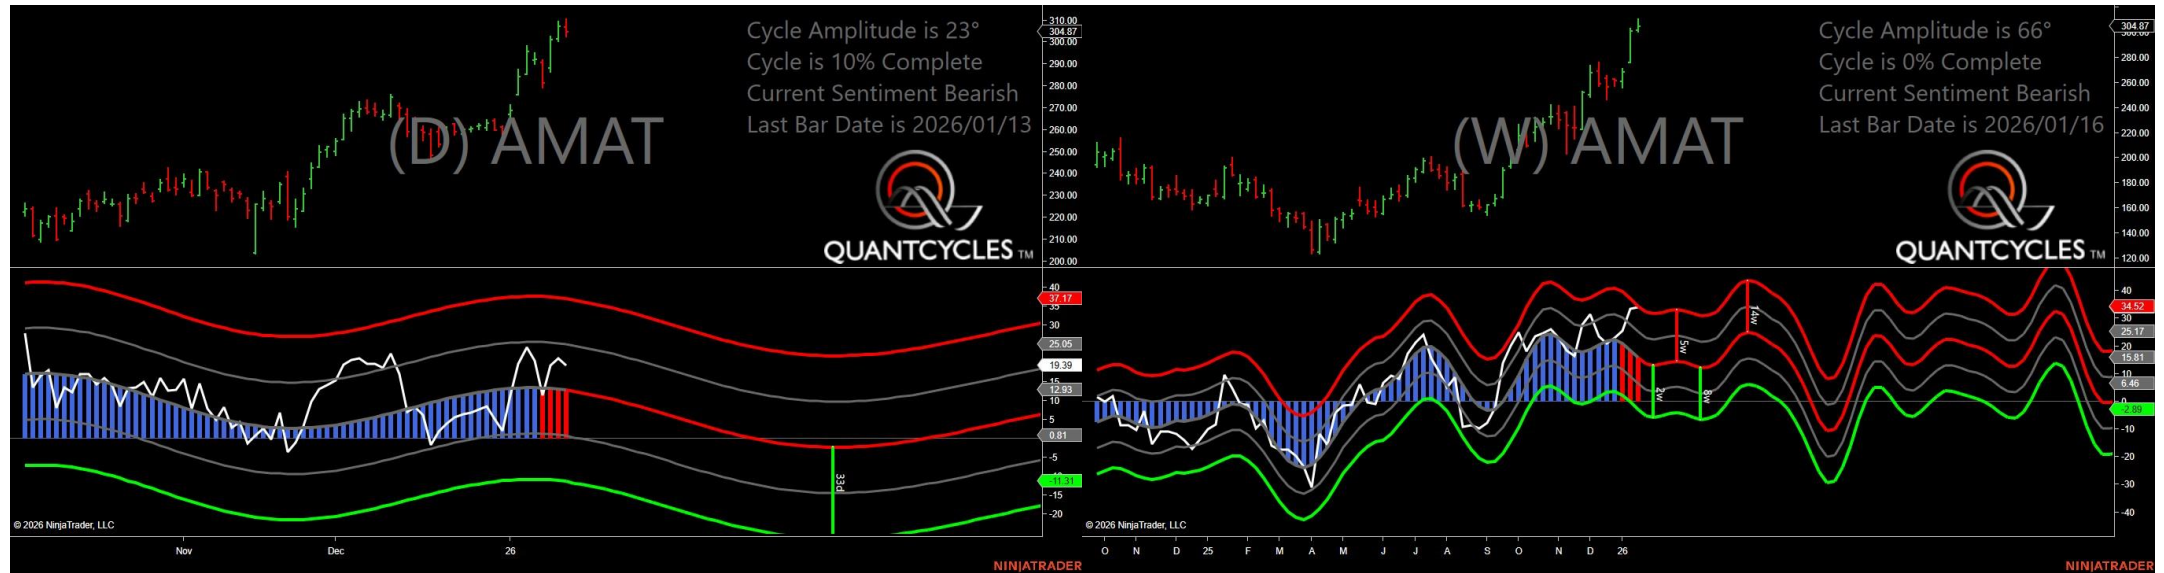 Cycle Amplitude is 23°
Cycle is 10% Complete
Current Sentiment Bearish
Last Bar Date is 2026/01/13
(D) AMAT
QUANTCYCLES TM
310.00
304.87
300.00
290.00
280.00
270.00
260.00
250.00
240.00
230.00
220.00
210.00
200.00
40
37.17
30
25.05
19.39
15
12.93
10
5
0.81
-5
-11.31
-15
-20
33d
© 2026 NinjaTrader, LLC
Nov
Dec
26
NINJATRADER
Cycle Amplitude is 66°
Cycle is 0% Complete
Current Sentiment Bearish
Last Bar Date is 2026/01/16
(W) AMAT
QUANTCYCLES TM
304.87
280.00
260.00
240.00
220.00
200.00
180.00
160.00
140.00
120.00
40
34.52
30
25.17
20
15.81
10
6.46
0
-2.89
-10
-20
-30
-40
5w
14w
2w
© 2026 NinjaTrader, LLC
O N D 25 F M A M J J A S O N D 26
NINJATRADER